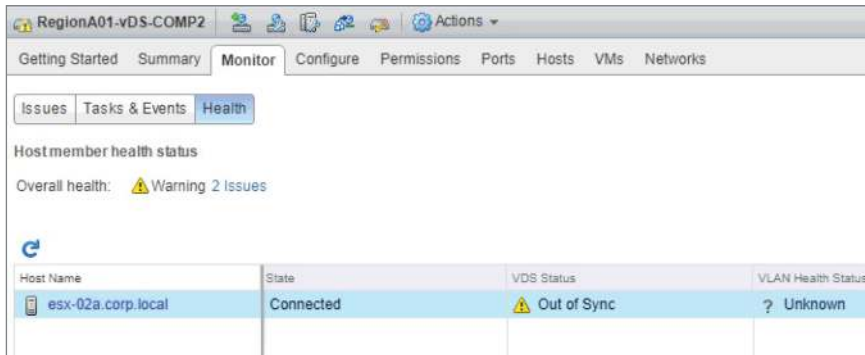 RegionA01-vDS-COMP2 Actions
Getting Started Summary Monitor Configure Permissions Ports Hosts VMs Networks
Issues Tasks & Events Health
Host member health status
Overall health: Warning 2 Issues
Host Name State VDS Status VLAN Health Status
esx-02a.corp.local Connected Out of Sync ? Unknown